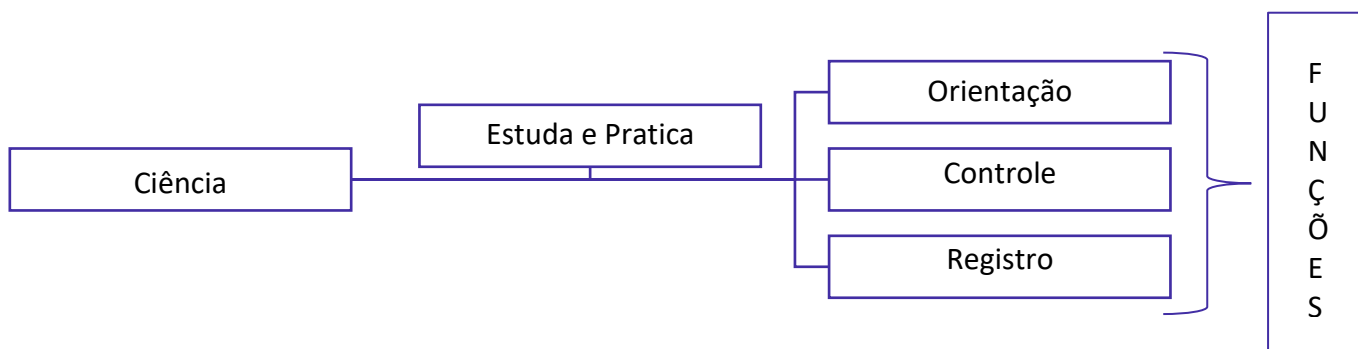 Ciência
Estuda e Pratica
Orientação
Controle
Registro
F
U
N
Ç
Õ
E
S